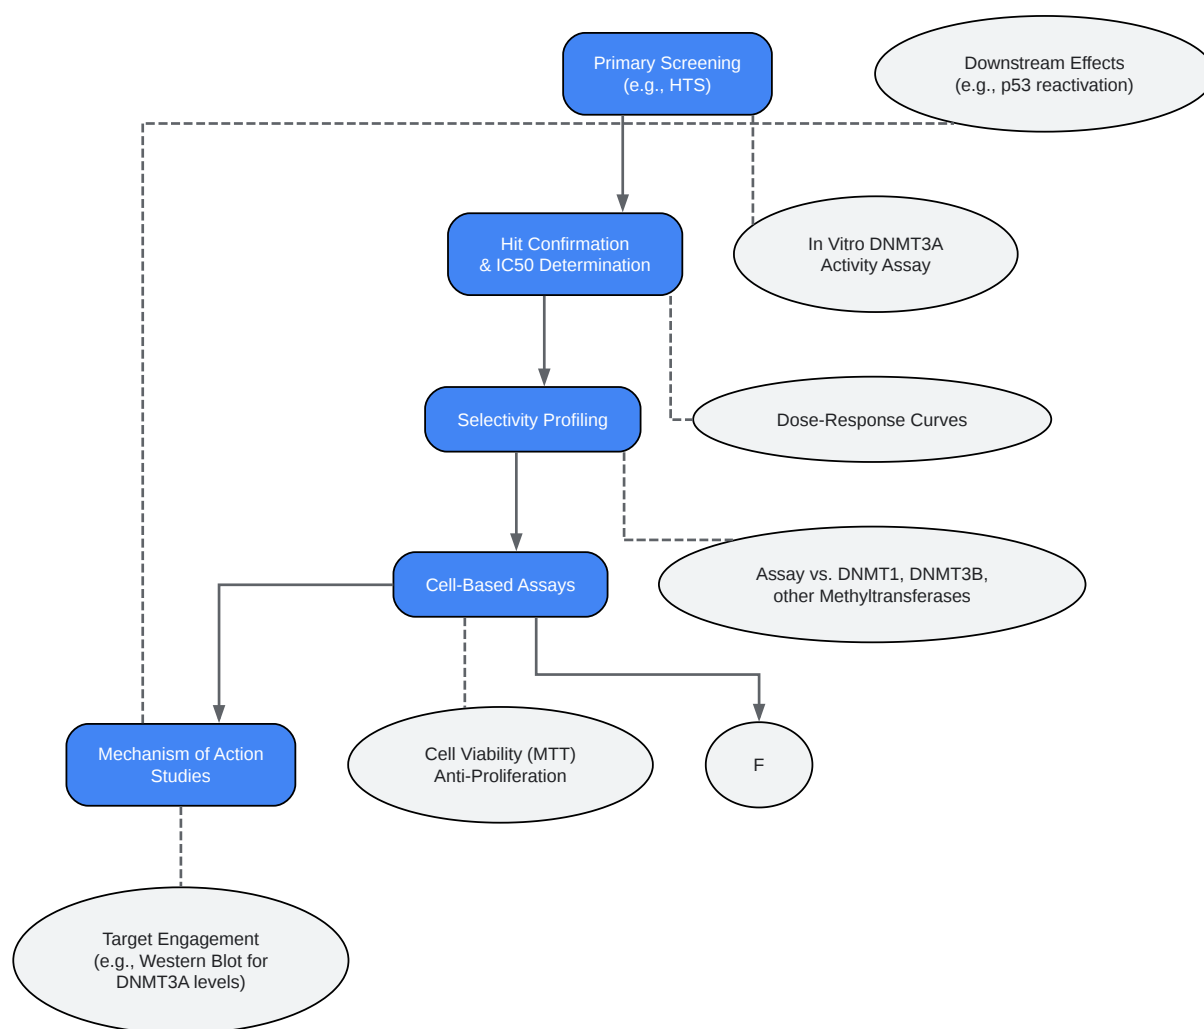 Primary Screening
(e.g., HTS)
Downstream Effects
(e.g., p53 reactivation)
Hit Confirmation
& IC50 Determination
In Vitro DNMT3A
Activity Assay
Selectivity Profiling
Dose-Response Curves
Cell-Based Assays
Assay vs. DNMT1, DNMT3B,
other Methyltransferases
Mechanism of Action
Studies
Cell Viability (MTT)
Anti-Proliferation
F
Target Engagement
(e.g., Western Blot for
DNMT3A levels)